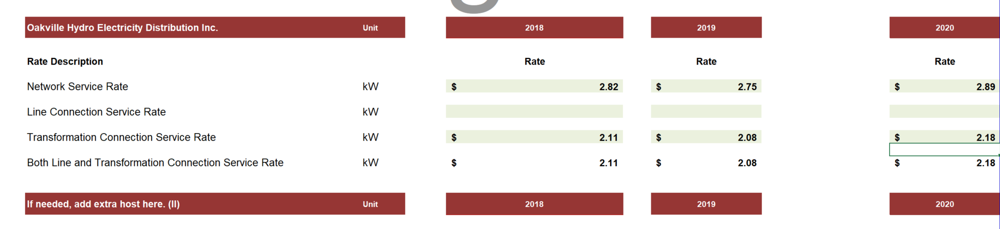 Oakville Hydro Electricity Distribution Inc. Unit 2018 2019 2020
Rate Description Rate Rate Rate
Network Service Rate kW $ 2.82 $ 2.75 $ 2.89
Line Connection Service Rate kW
Transformation Connection Service Rate kW $ 2.11 $ 2.08 $ 2.18
Both Line and Transformation Connection Service Rate kW $ 2.11 $ 2.08 $ 2.18
If needed, add extra host here. (II) Unit 2018 2019 2020